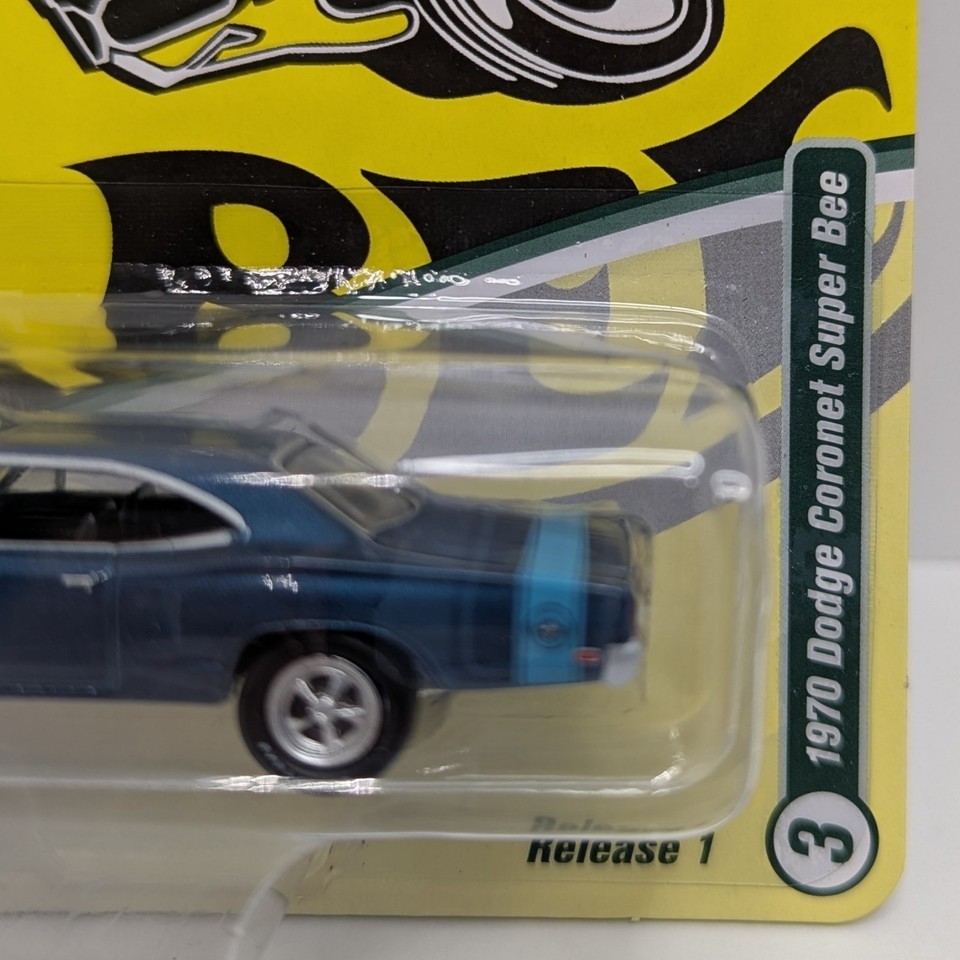 1970 Dodge Coronet Super Bee
3
Release 1